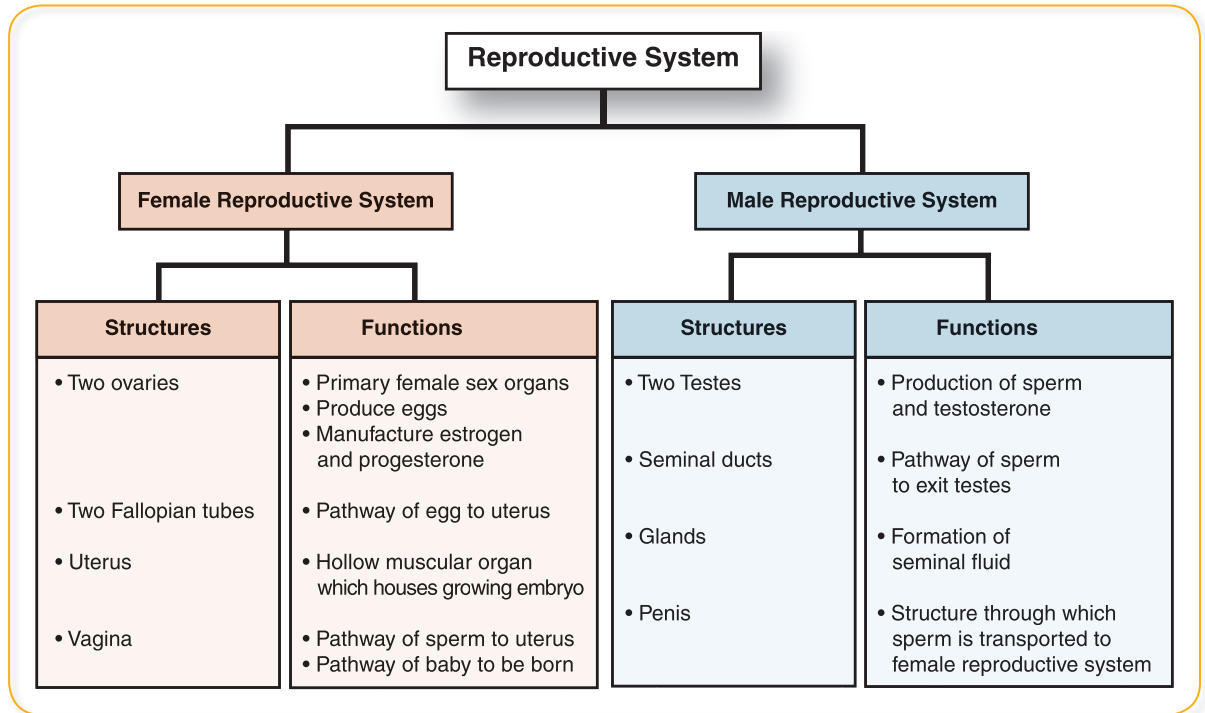 Reproductive System
Female Reproductive System
Male Reproductive System
Structures
• Two ovaries
• Two Fallopian tubes
• Uterus
• Vagina
Functions
• Primary female sex organs
• Produce eggs
• Manufacture estrogen
and progesterone
• Pathway of egg to uterus
• Hollow muscular organ
which houses growing embryo
• Pathway of sperm to uterus
• Pathway of baby to be born
Structures
• Two Testes
• Seminal ducts
• Glands
• Penis
Functions
• Production of sperm
and testosterone
• Pathway of sperm
to exit testes
• Formation of
seminal fluid
• Structure through which
sperm is transported to
female reproductive system